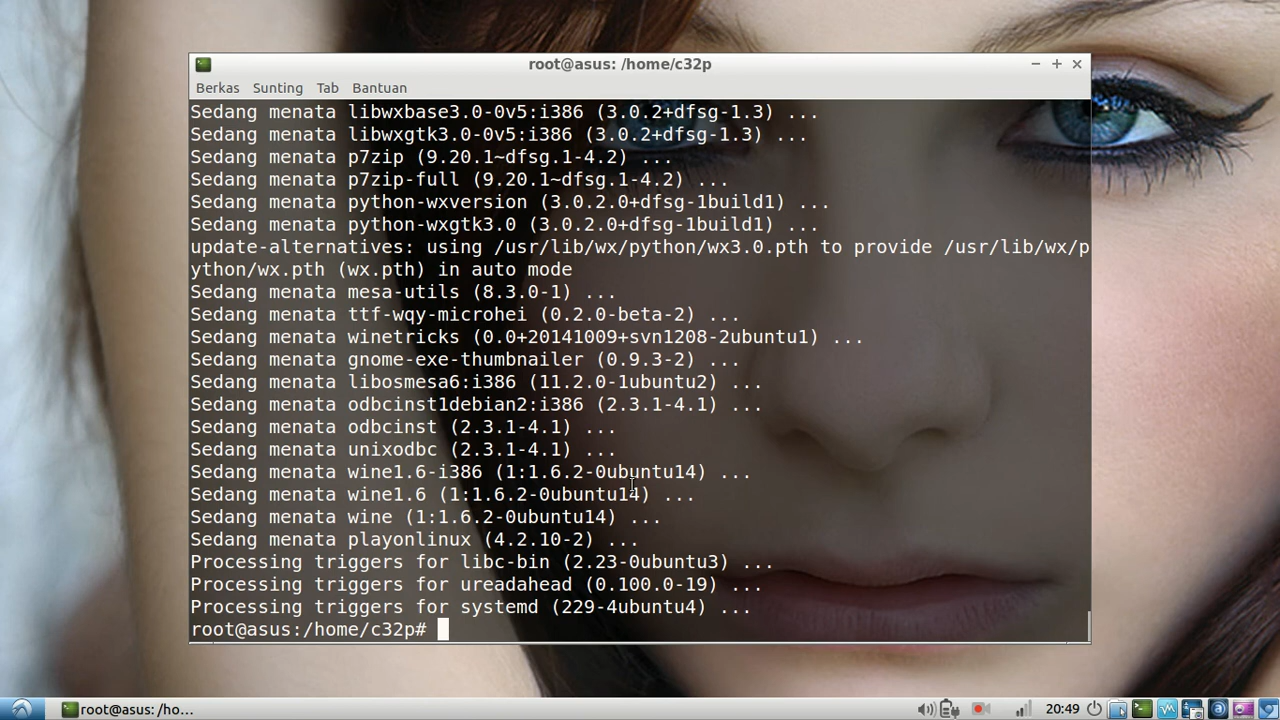 root@asus: /home/c32p
Berkas Sunting Tab Bantuan
Sedang menata libwxbase3.0-0v5:i386 (3.0.2+dfsg-1.3) ...
Sedang menata libwxgtk3.0-0v5:i386 (3.0.2+dfsg-1.3) ...
Sedang menata p7zip (9.20.1~dfsg.1-4.2) ...
Sedang menata p7zip-full (9.20.1~dfsg.1-4.2) ...
Sedang menata python-wxversion (3.0.2.0+dfsg-1build1) ...
Sedang menata python-wxgtk3.0 (3.0.2.0+dfsg-1build1) ...
update-alternatives: using /usr/lib/wx/python/wx3.0.pth to provide /usr/lib/wx/p
ython/wx.pth (wx.pth) in auto mode
Sedang menata mesa-utils (8.3.0-1) ...
Sedang menata ttf-wqy-microhei (0.2.0-beta-2) ...
Sedang menata winetricks (0.0+20141009+svn1208-2ubuntu1) ...
Sedang menata gnome-exe-thumbnailer (0.9.3-2) ...
Sedang menata libosmesa6:i386 (11.2.0-1ubuntu2) ...
Sedang menata odbcinst1debian2:i386 (2.3.1-4.1) ...
Sedang menata odbcinst (2.3.1-4.1) ...
Sedang menata unixodbc (2.3.1-4.1) ...
Sedang menata wine1.6-i386 (1:1.6.2-0ubuntu14) ...
Sedang menata wine1.6 (1:1.6.2-0ubuntu14) ...
Sedang menata wine (1:1.6.2-0ubuntu14) ...
Sedang menata playonlinux (4.2.10-2) ...
Processing triggers for libc-bin (2.23-0ubuntu3) ...
Processing triggers for ureadahead (0.100.0-19) ...
Processing triggers for systemd (229-4ubuntu4) ...
root@asus:/home/c32p#
root@asus: /ho... 20:49